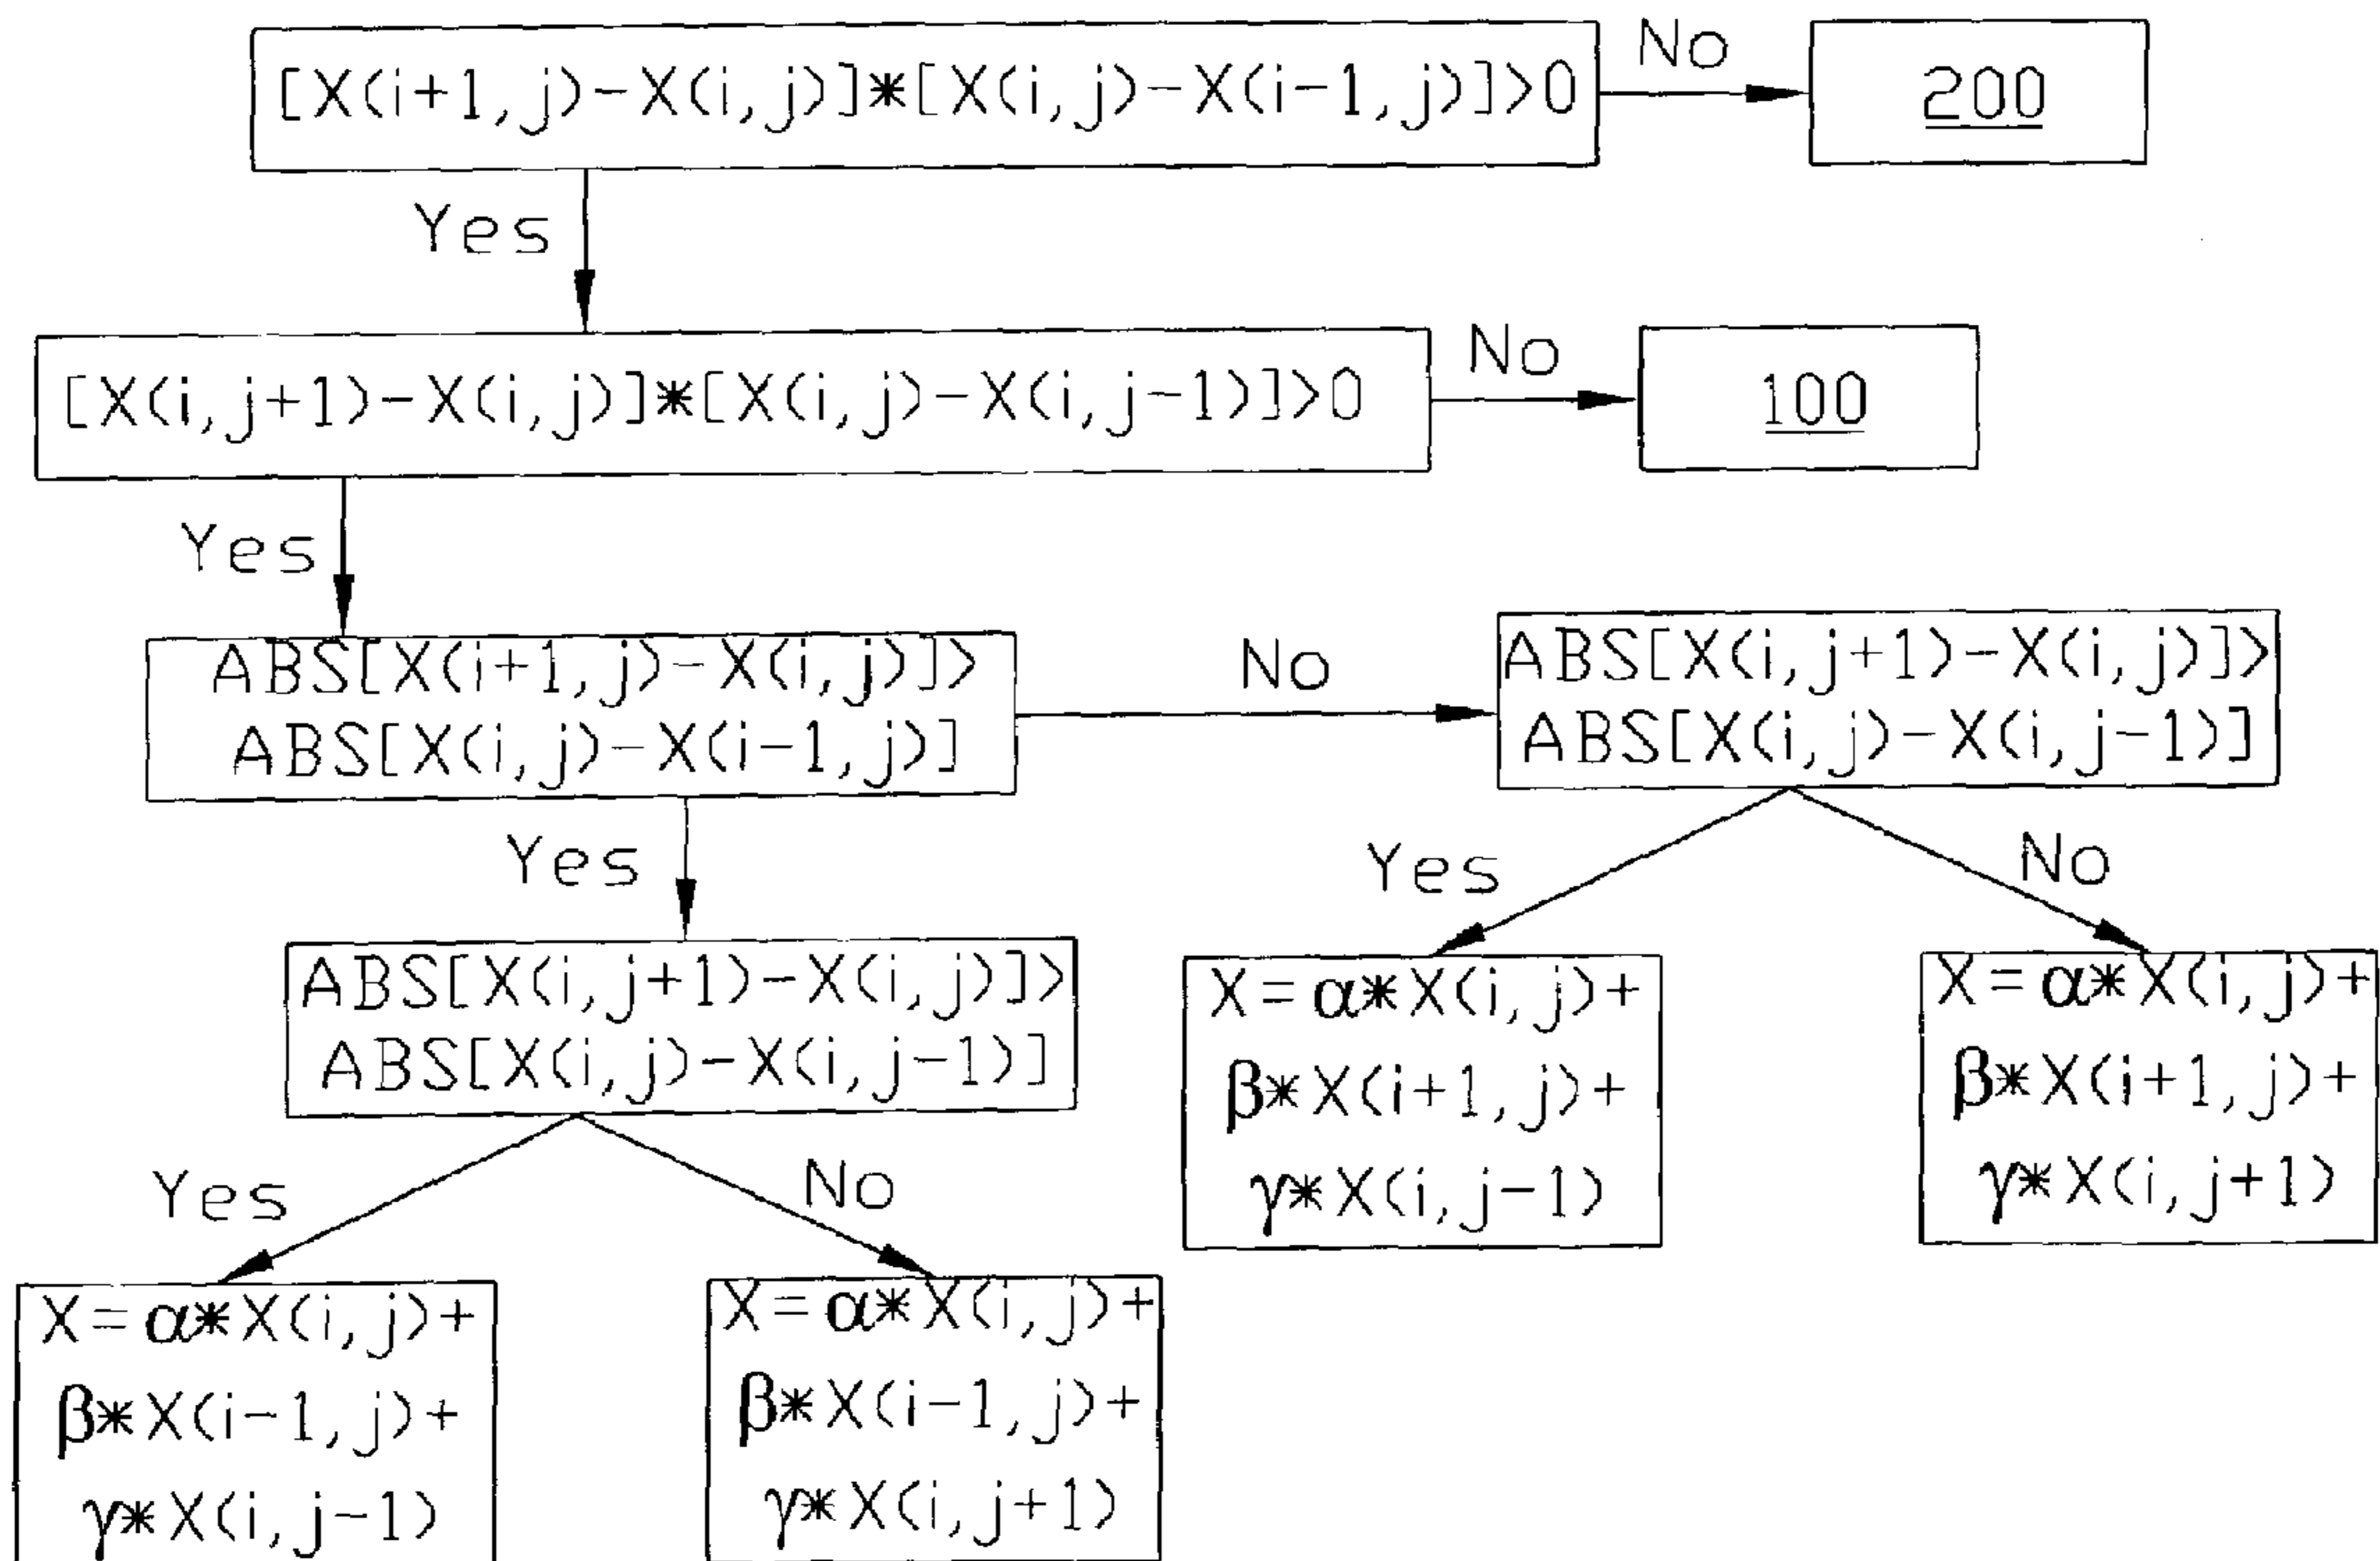 [X(i+1,j)-X(i,j)]*[X(i,j)-X(i-1,j)]>0
No
200
Yes
[X(i,j+1)-X(i,j)]*[X(i,j)-X(i,j-1)]>0
No
100
Yes
ABS[X(i+1,j)-X(i,j)]>
ABS[X(i,j)-X(i-1,j)]
No
ABS[X(i,j+1)-X(i,j)]>
ABS[X(i,j)-X(i,j-1)]
Yes
Yes
No
ABS[X(i,j+1)-X(i,j)]>
ABS[X(i,j)-X(i,j-1)]
X=α*X(i,j)+
β*X(i+1,j)+
γ*X(i,j-1)
X=α*X(i,j)+
β*X(i+1,j)+
γ*X(i,j+1)
Yes
No
X=α*X(i,j)+
β*X(i-1,j)+
γ*X(i,j-1)
X=α*X(i,j)+
β*X(i-1,j)+
γ*X(i,j+1)